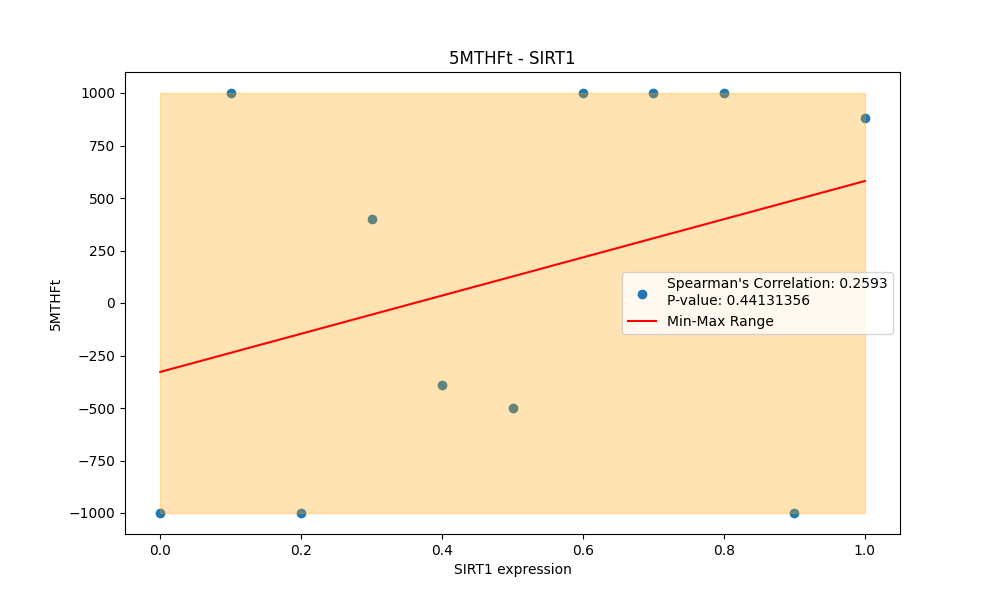 5MTHFt - SIRT1
1000
750
500
250
0
−250
−500
−750
−1000
5MTHFt
Spearman's Correlation: 0.2593
P-value: 0.44131356
Min-Max Range
0.0 0.2 0.4 0.6 0.8 1.0
SIRT1 expression